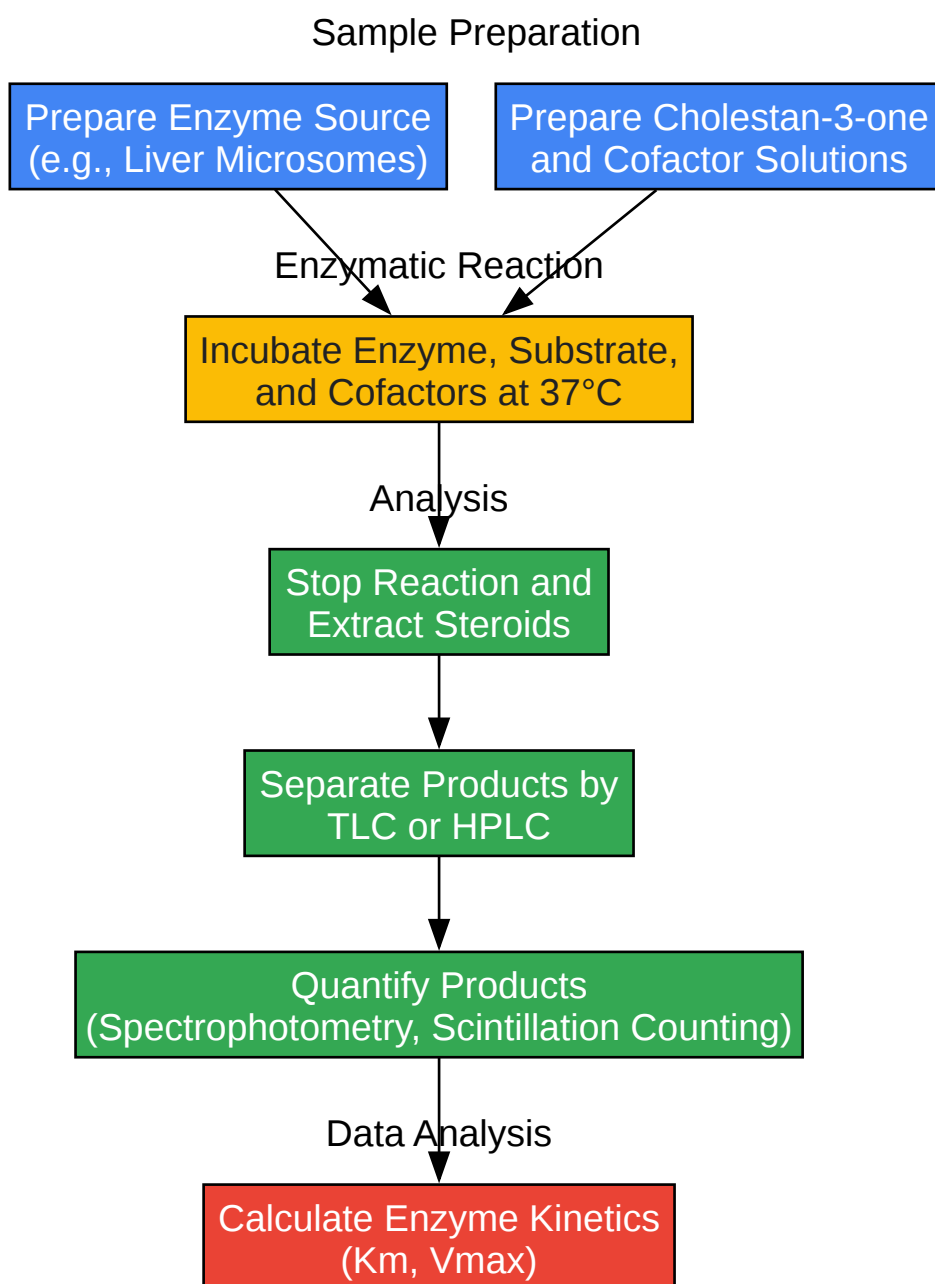 Sample Preparation
Prepare Enzyme Source
(e.g., Liver Microsomes)
Prepare Cholestan-3-one
and Cofactor Solutions
Enzymatic Reaction
Incubate Enzyme, Substrate,
and Cofactors at 37°C
Analysis
Stop Reaction and
Extract Steroids
Separate Products by
TLC or HPLC
Quantify Products
(Spectrophotometry, Scintillation Counting)
Data Analysis
Calculate Enzyme Kinetics
(Km, Vmax)